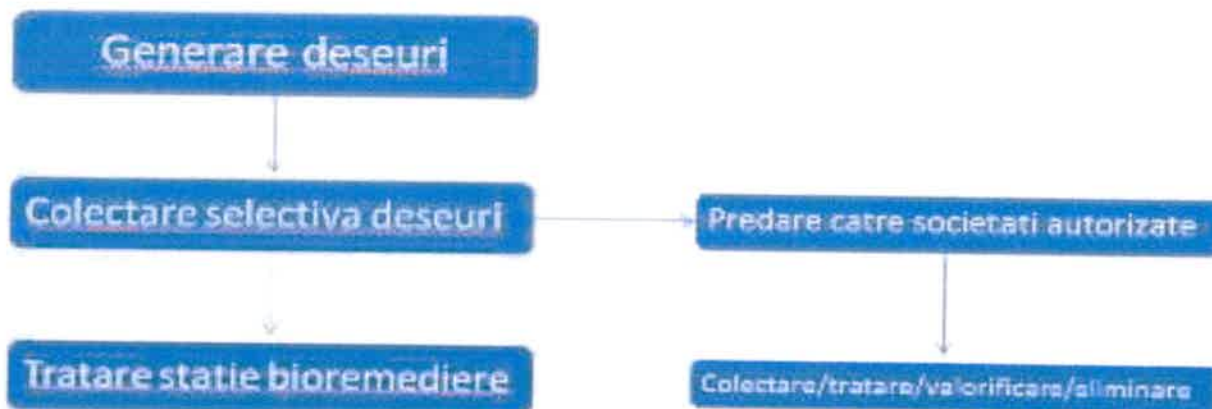 Generare deseuri
Colectare selectiva deseuri
Predare catre societati autorizate
Tratare statie bioremediere
Colectare/tratare/valorificare/eliminare